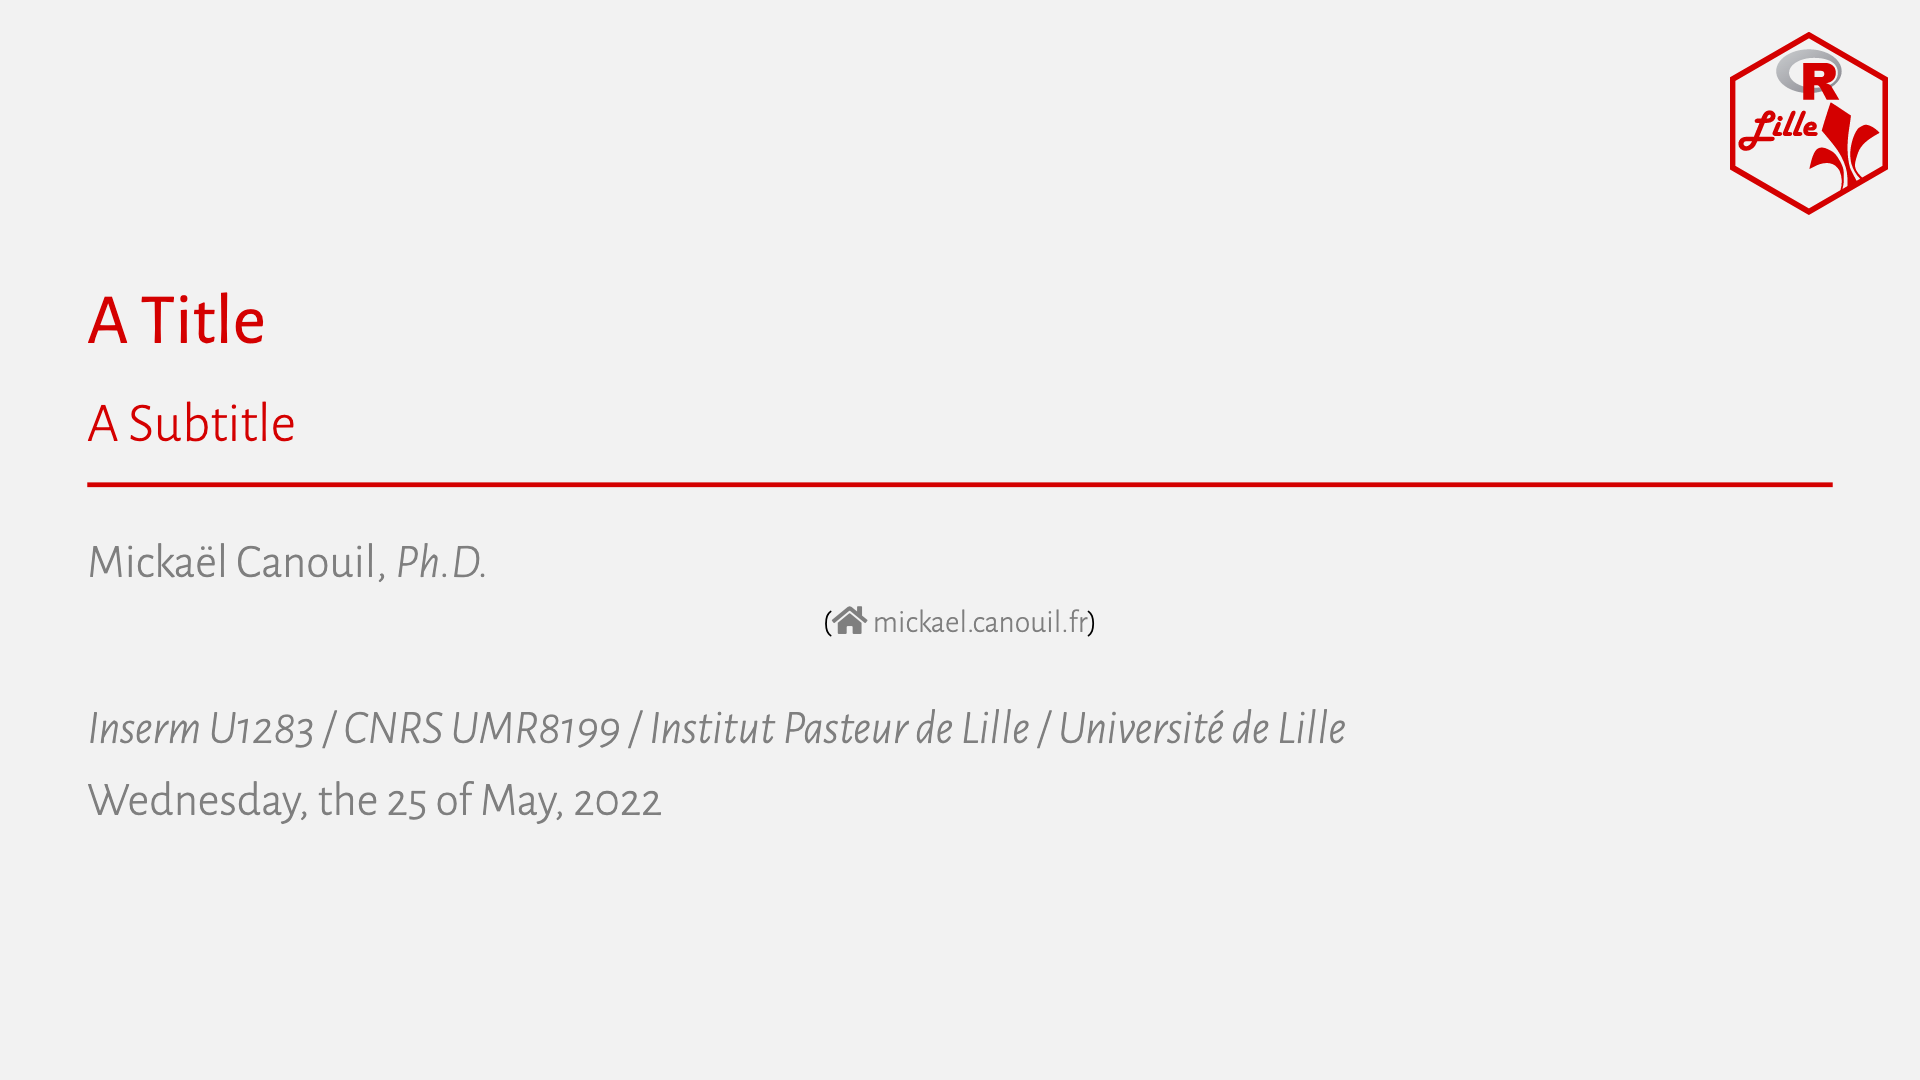 R
Lille
A Title
A Subtitle
Mickaël Canouil, Ph.D.
( mickael.canouil.fr)
Inserm U1283 / CNRS UMR8199 / Institut Pasteur de Lille / Université de Lille
Wednesday, the 25 of May, 2022